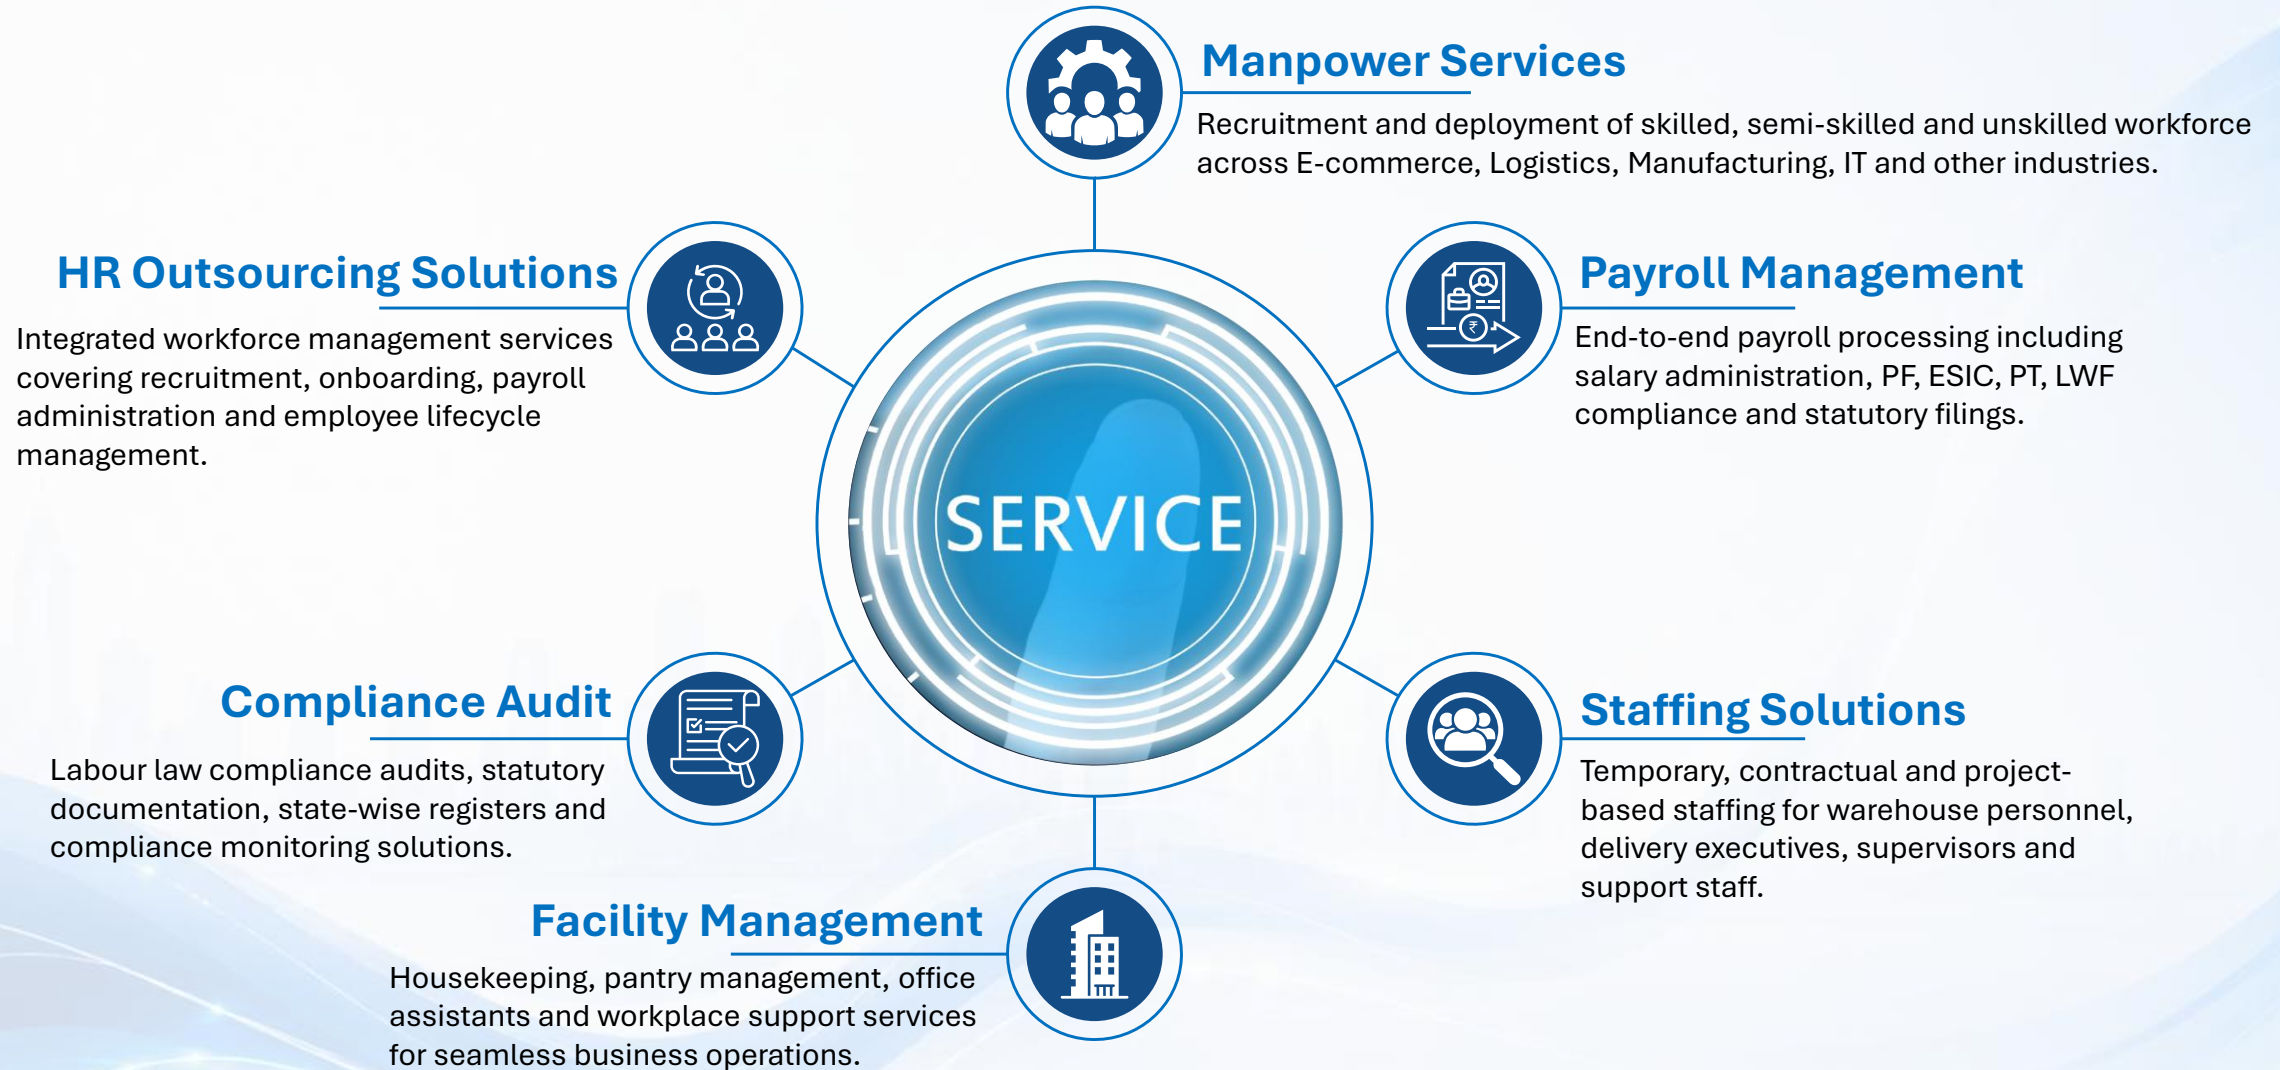 Manpower Services
Recruitment and deployment of skilled, semi-skilled and unskilled workforce
across E-commerce, Logistics, Manufacturing, IT and other industries.
HR Outsourcing Solutions
Integrated workforce management services
covering recruitment, onboarding, payroll
administration and employee lifecycle
management.
Payroll Management
₹
End-to-end payroll processing including
salary administration, PF, ESIC, PT, LWF
compliance and statutory filings.
SERVICE
Compliance Audit
Labour law compliance audits, statutory
documentation, state-wise registers and
compliance monitoring solutions.
Staffing Solutions
Temporary, contractual and project-
based staffing for warehouse personnel,
delivery executives, supervisors and
support staff.
Facility Management
Housekeeping, pantry management, office
assistants and workplace support services
for seamless business operations.